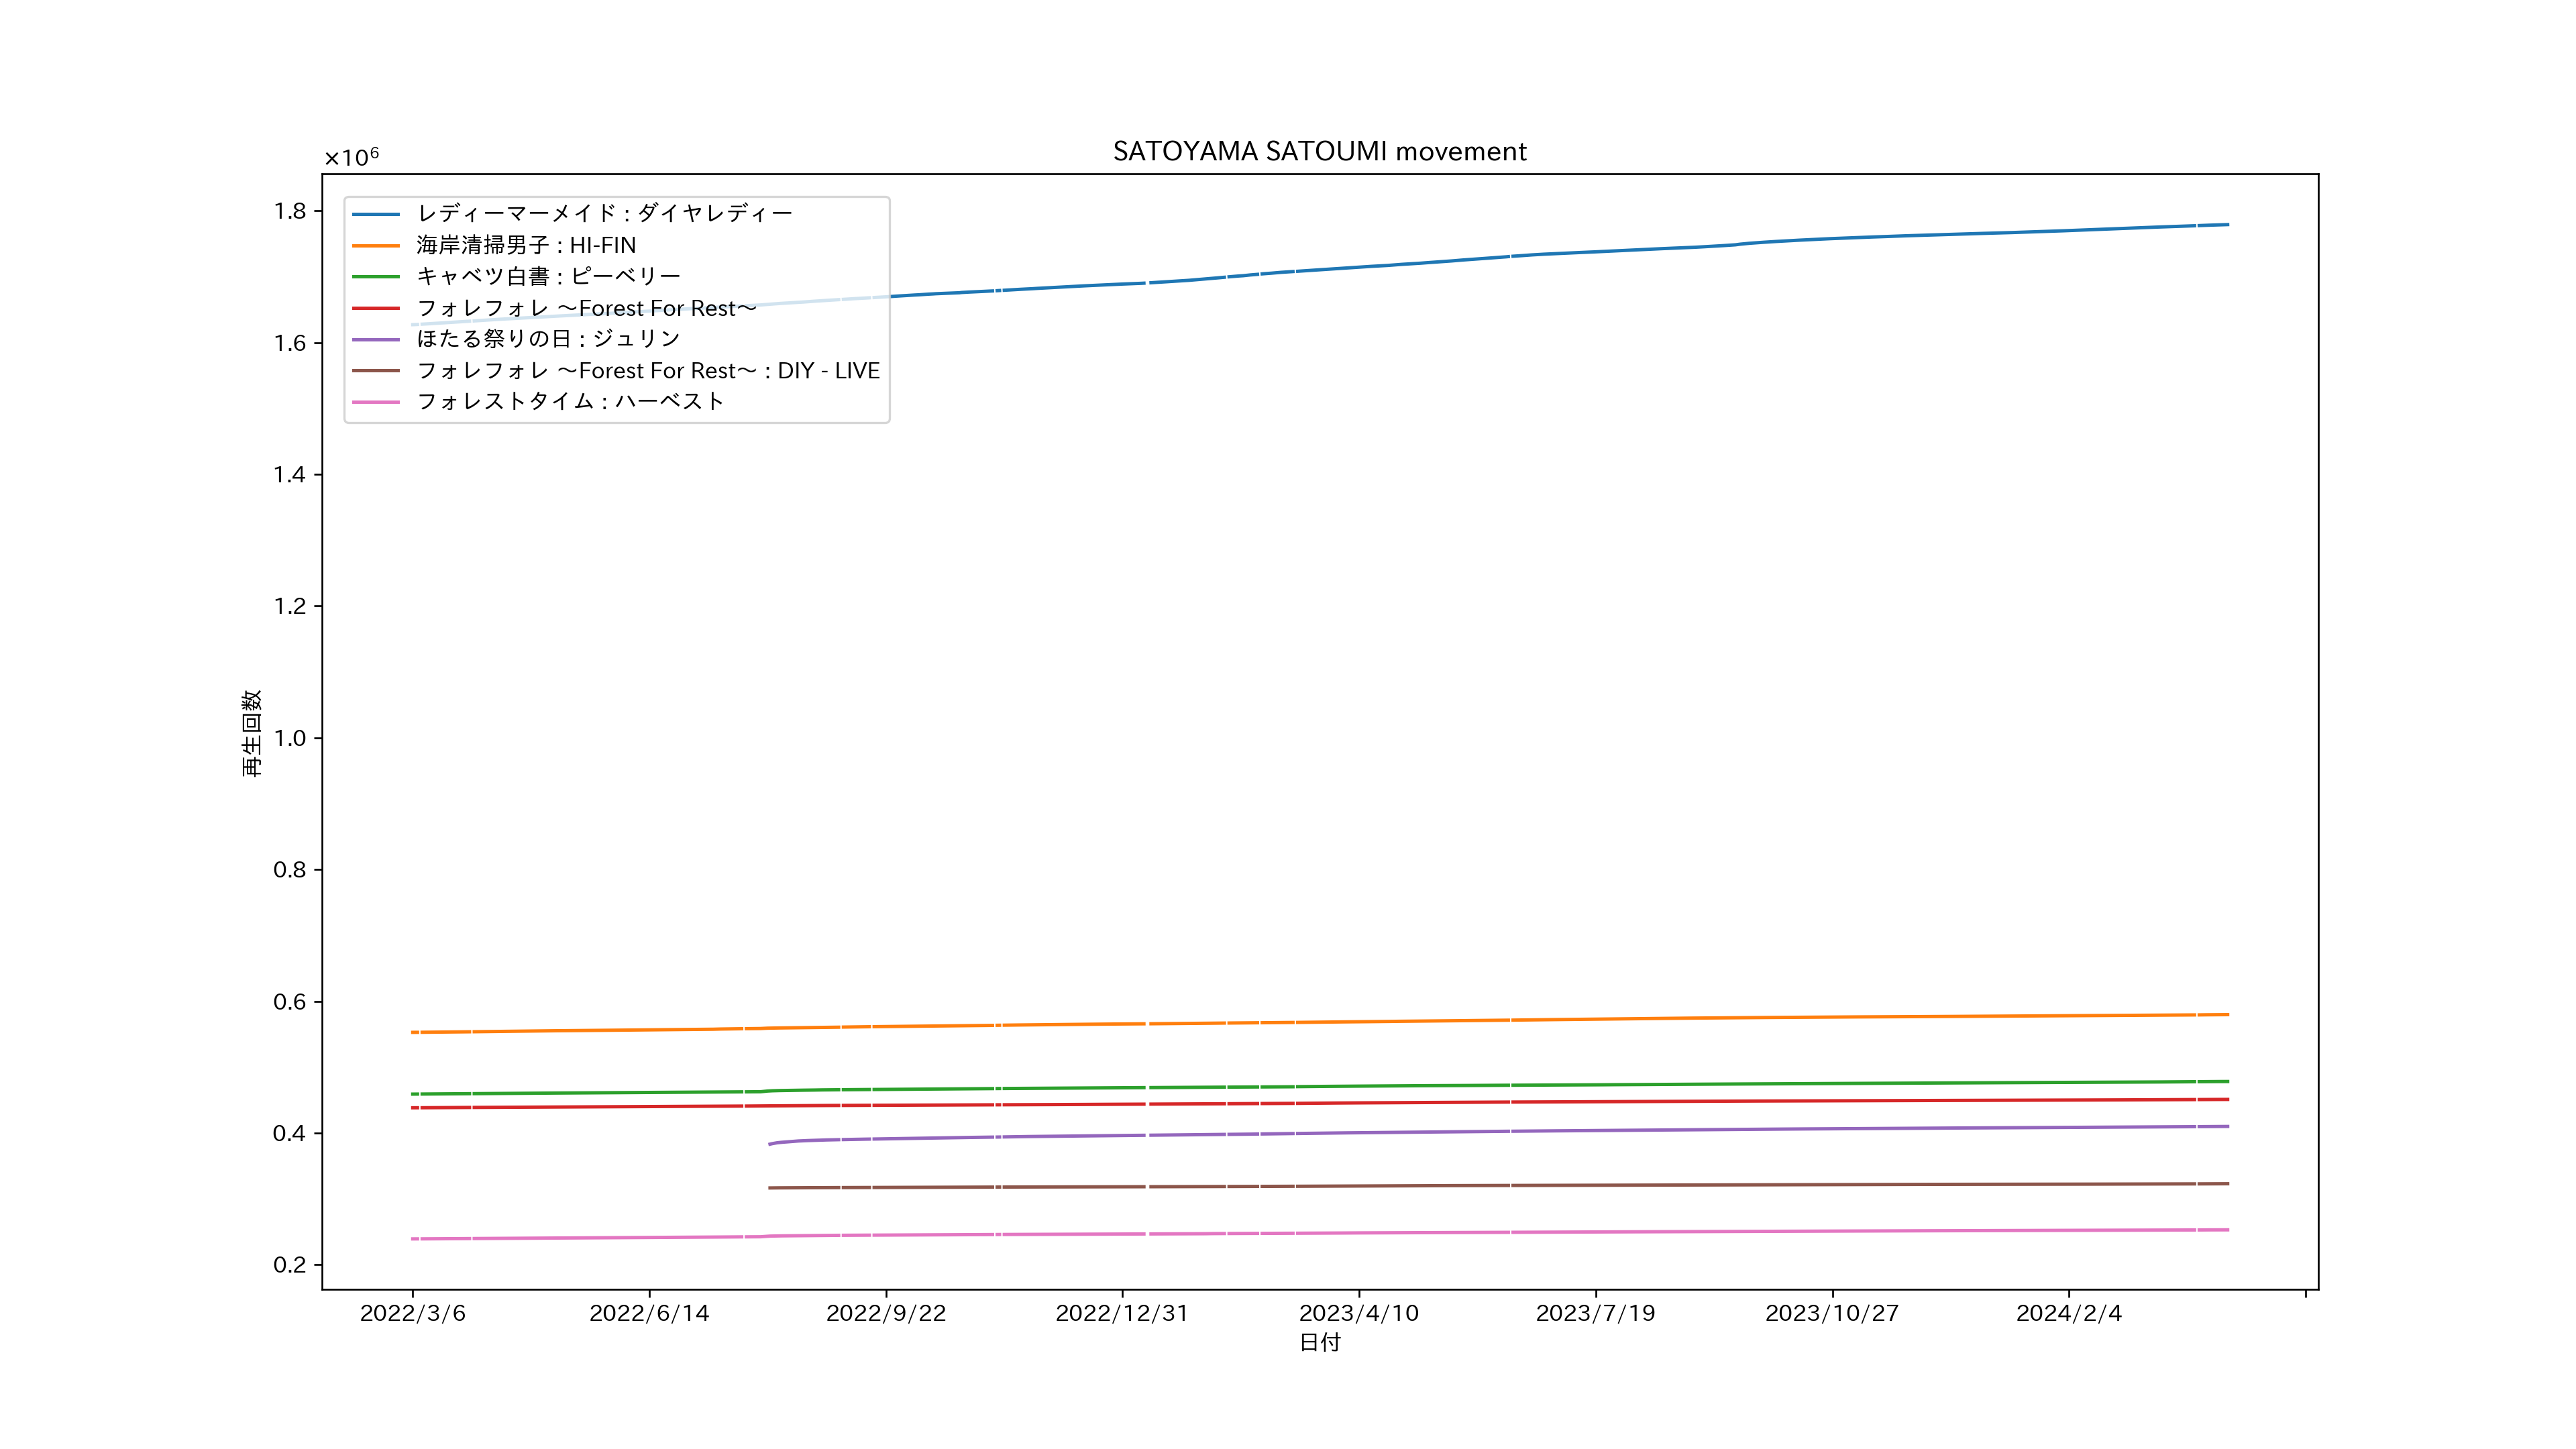 SATOYAMA SATOUMI movement
×10⁶
1.8
1.6
1.4
1.2
1.0
0.8
0.6
0.4
0.2
再生回数
レディーマーメイド : ダイヤレディー
海岸清掃男子 : HI-FIN
キャベツ白書 : ピーベリー
フォレフォレ 〜Forest For Rest〜
ほたる祭りの日 : ジュリン
フォレフォレ 〜Forest For Rest〜 : DIY - LIVE
フォレストタイム : ハーベスト
2022/3/6 2022/6/14 2022/9/22 2022/12/31 2023/4/10 2023/7/19 2023/10/27 2024/2/4
日付